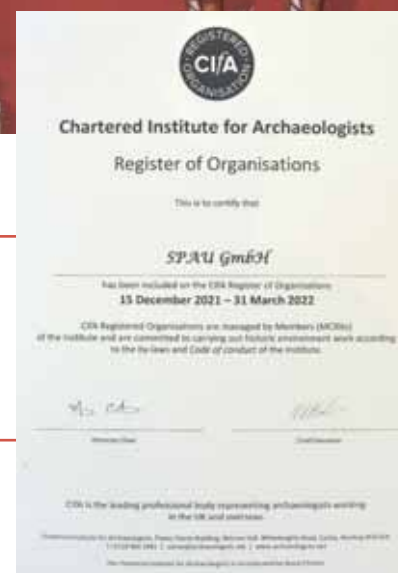 REGISTERED
CIfA
ORGANISATION
Chartered Institute for Archaeologists
Register of Organisations
This is to certify that
SPAU GmbH
has been included on the CIfA Register of Organisations
15 December 2021 – 31 March 2022
CIfA Registered Organisations are managed by Members (MCIfAs)
of the Institute and are committed to carrying out historic environment work according
to the by-laws and Code of conduct of the Institute.
CIfA is the leading professional body representing archaeologists working
in the UK and overseas